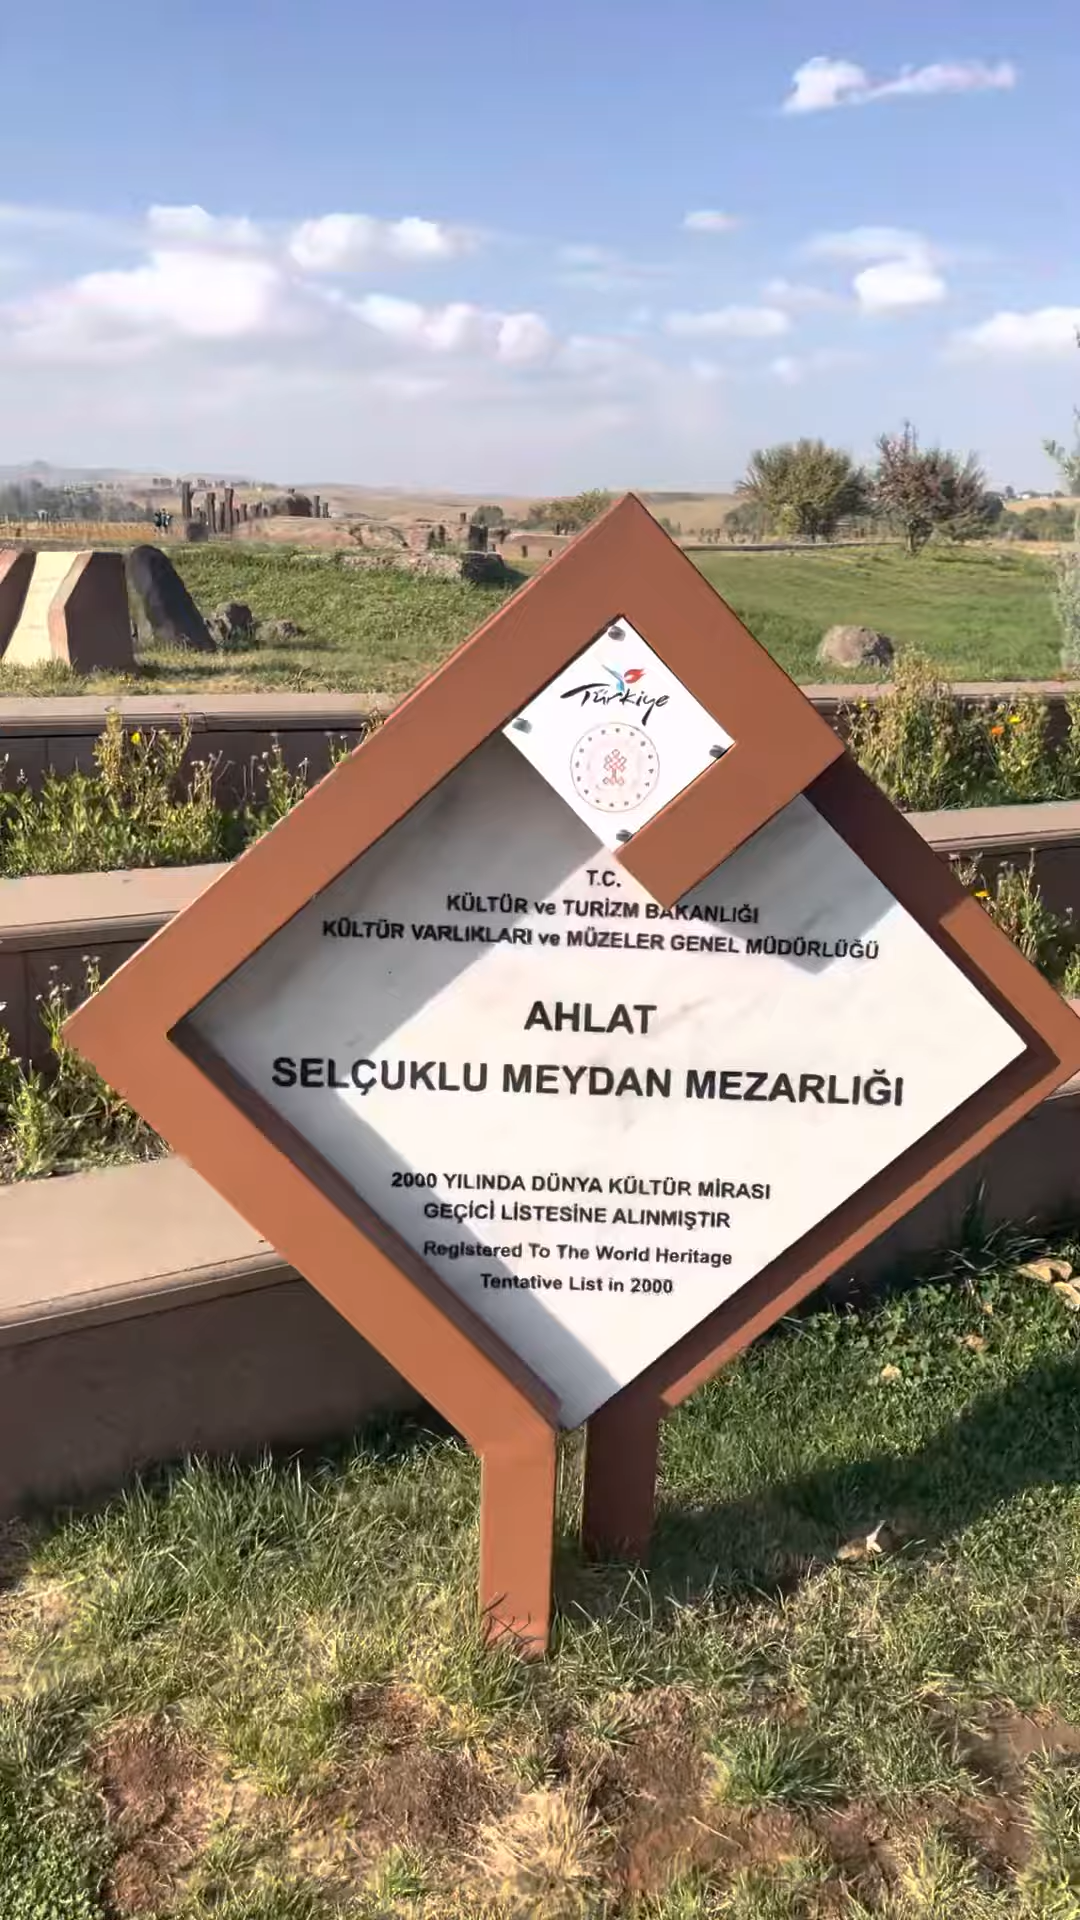 Türkiye
T.C.
KÜLTÜR ve TURİZM BAKANLIĞI
KÜLTÜR VARLIKLARI ve MÜZELER GENEL MÜDÜRLÜĞÜ
AHLAT
SELÇUKLU MEYDAN MEZARLIĞI
2000 YILINDA DÜNYA KÜLTÜR MİRASI
GEÇİCİ LİSTESİNE ALINMIŞTIR
Registered To The World Heritage
Tentative List in 2000